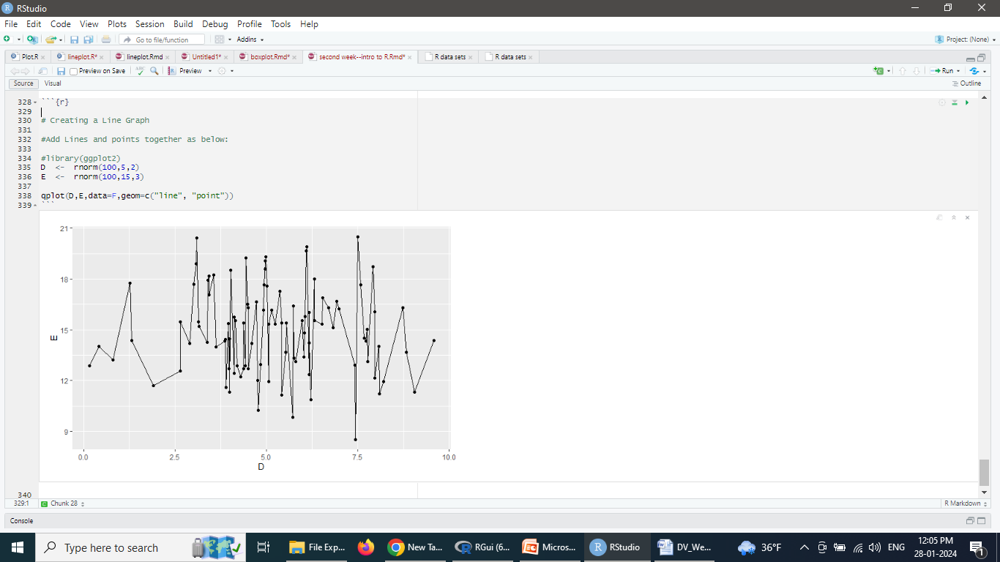 RStudio
File Edit Code View Plots Session Build Debug Profile Tools Help
Go to file/function Addins Project: (None)
Plot.R lineplot.R* lineplot.Rmd Untitled1* boxplot.Rmd* second week--intro to R.Rmd* R data sets R data sets
Preview on Save ABC Preview Run
Source Visual Outline
328 ```{r}
329
330 # Creating a Line Graph
331
332 #Add Lines and points together as below:
333
334 #library(ggplot2)
335 D <- rnorm(100,5,2)
336 E <- rnorm(100,15,3)
337
338 qplot(D,E,data=F,geom=c("line", "point"))
339 ```
21
18
E
15
12
9
0.0 2.5 5.0 7.5 10.0
D
340
329:1 C Chunk 28 R Markdown
Console
Type here to search File Exp... New Ta... RGui (6... Micros... RStudio DV_We... 36°F ENG 12:05 PM
28-01-2024 1